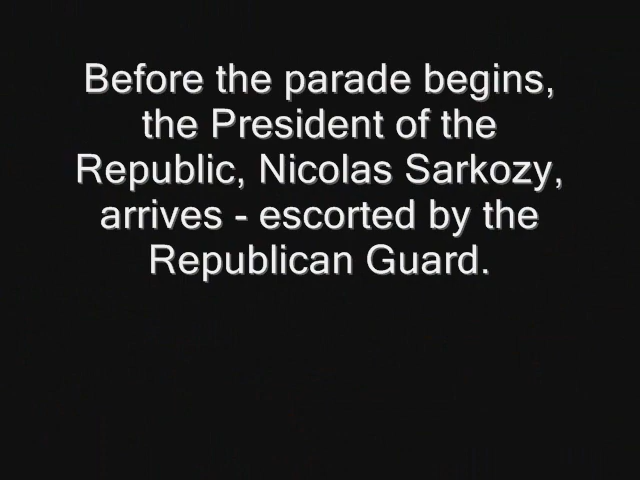 Before the parade begins,
the President of the
Republic, Nicolas Sarkozy,
arrives - escorted by the
Republican Guard.